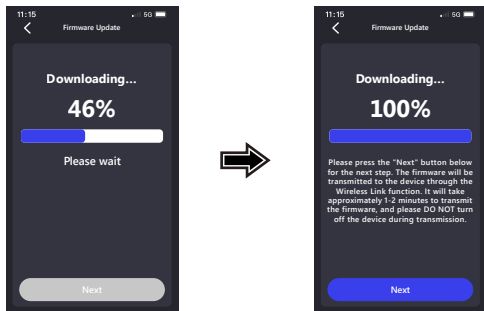 11:15
5G
Firmware Update
Downloading...
46%
Please wait
Next
11:15
5G
Firmware Update
Downloading...
100%
Please press the "Next" button below
for the next step. The firmware will be
transmitted to the device through the
Wireless Link function. It will take
approximately 1-2 minutes to transmit
the firmware, and please DO NOT turn
off the device during transmission.
Next